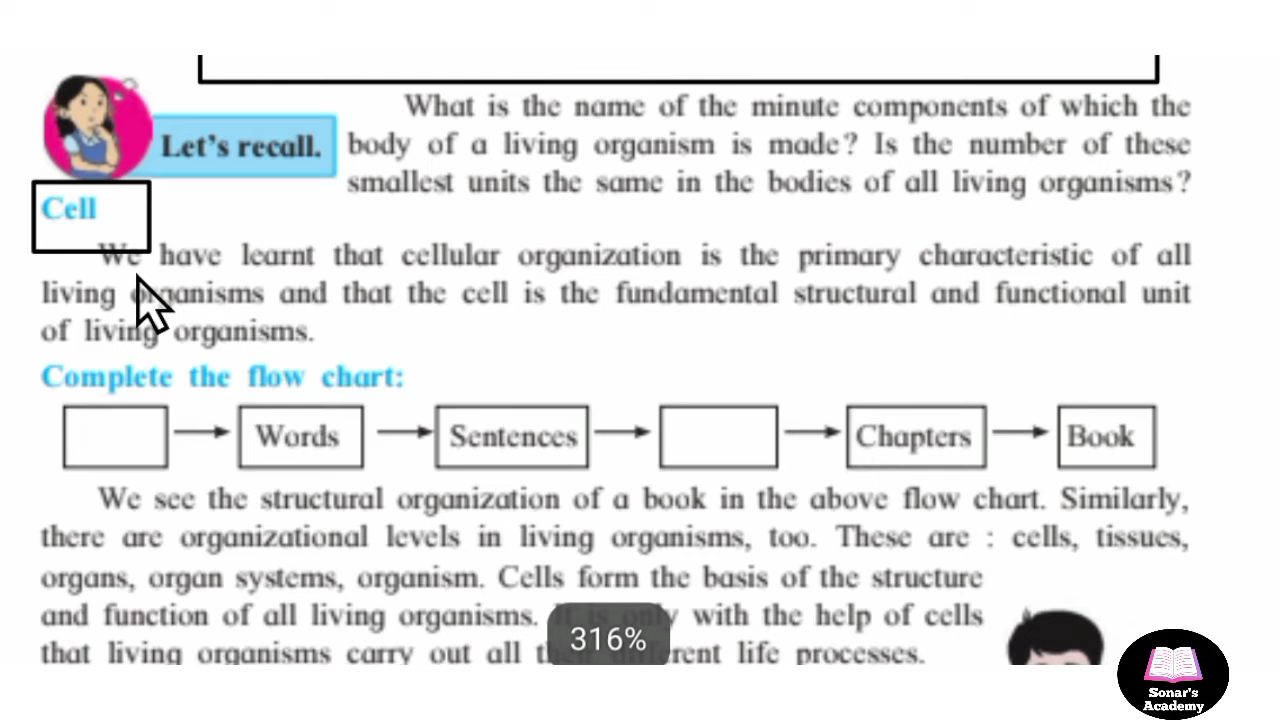 What is the name of the minute components of which the
Let's recall.
body of a living organism is made? Is the number of these
smallest units the same in the bodies of all living organisms?
Cell
We have learnt that cellular organization is the primary characteristic of all
living organisms and that the cell is the fundamental structural and functional unit
of living organisms.
Complete the flow chart:
Words Sentences Chapters Book
We see the structural organization of a book in the above flow chart. Similarly,
there are organizational levels in living organisms, too. These are : cells, tissues,
organs, organ systems, organism. Cells form the basis of the structure
and function of all living organisms. It is only with the help of cells
that living organisms carry out all their different life processes.
316%
Sonar's
Academy